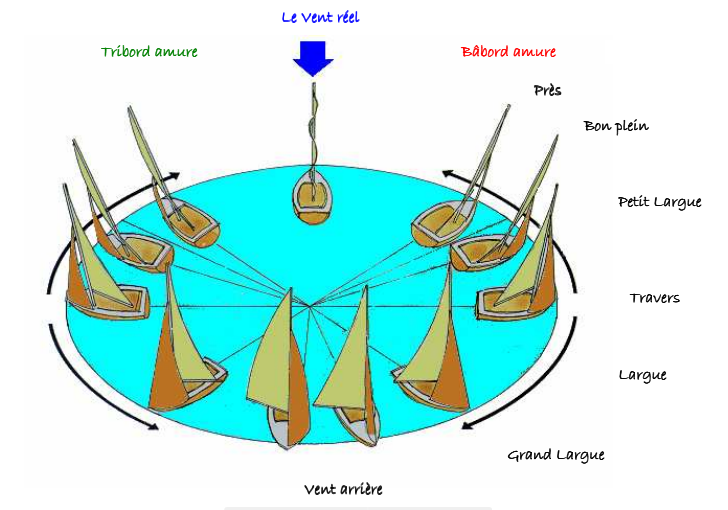 Le Vent réel
Tribord amure
Bâbord amure
Près
Bon plein
Petit Largue
Travers
Largue
Grand Largue
Vent arrière